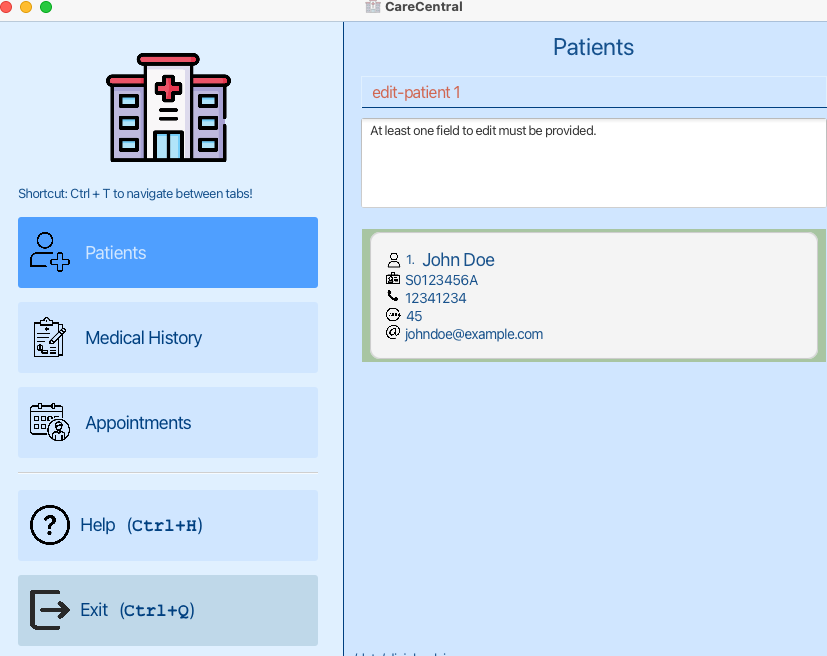 CareCentral
Shortcut: Ctrl + T to navigate between tabs!
Patients
Medical History
Appointments
Help (Ctrl+H)
Exit (Ctrl+Q)
Patients
edit-patient 1
At least one field to edit must be provided.
1. John Doe
S0123456A
12341234
45
johndoe@example.com